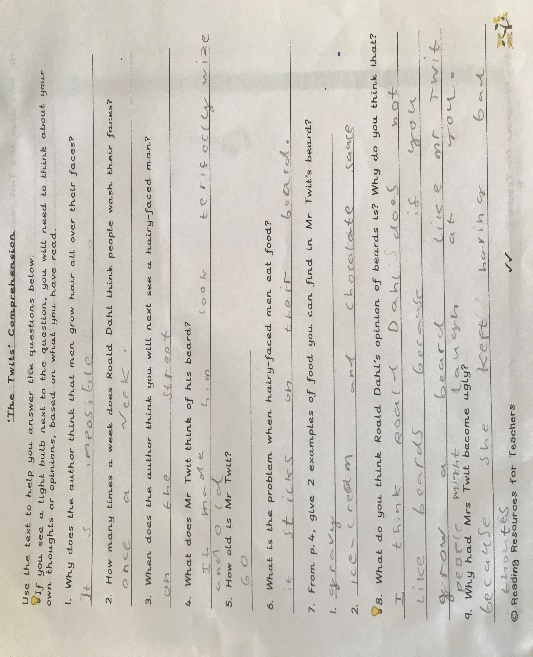 'The Twits' Comprehension
Use the text to help you answer the questions below.
If you see a light bulb next to the question, you will need to think about your
own thoughts or opinions, based on what you have read.
1. Why does the author think that men grow hair all over their faces?
It s imposible
2. How many times a week does Roald Dahl think people wash their faces?
once a veek.
3. When does the author think you will next see a hairy-faced man?
on the street
4. What does Mr Twit think of his beard?
It made him look terifeclly wize
and old
5. How old is Mr Twit?
60
6. What is the problem when hairy-faced men eat food?
it sticks on their beard.
7. From p.4, give 2 examples of food you can find in Mr Twit's beard?
1. gravy
2. ice-cream and chocolate sauce
8. What do you think Roald Dahl's opinion of beards is? Why do you think that?
I think Roald Dahl does not
like beards because if you
grow a beard like mr Twit
people might laugh at you.
9. Why had Mrs Twit become ugly?
because she kept having bad
thoutes
© Reading Resources for Teachers